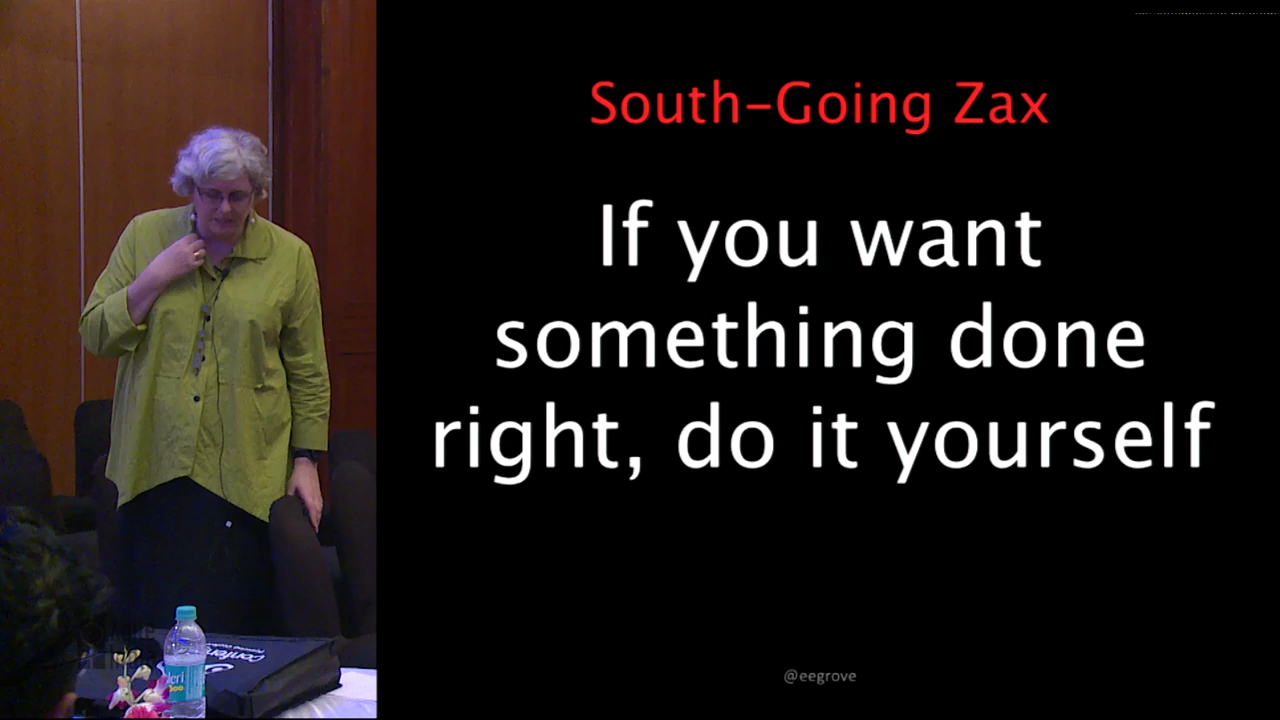 South-Going Zax
If you want
something done
right, do it yourself
@eegrove